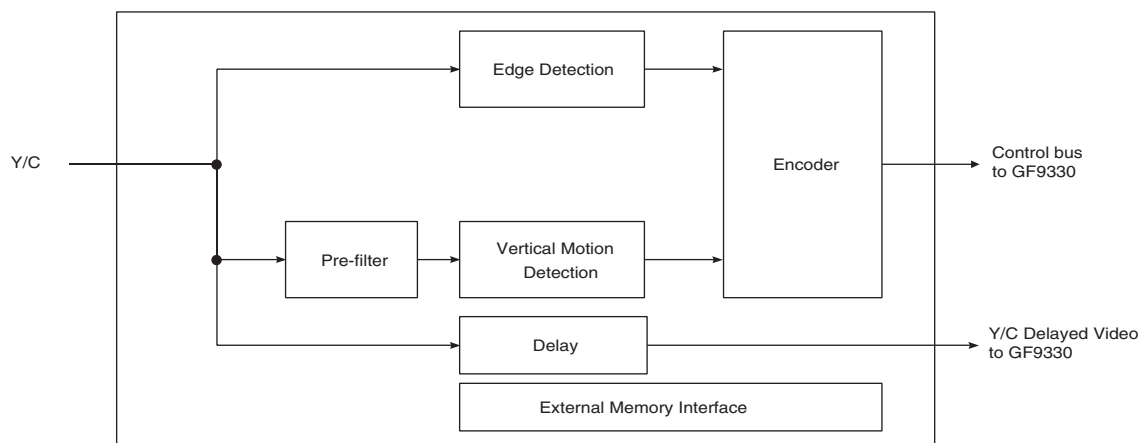 Edge Detection
Y/C
Encoder
Control bus
to GF9330
Pre-filter
Vertical Motion
Detection
Delay
Y/C Delayed Video
to GF9330
External Memory Interface